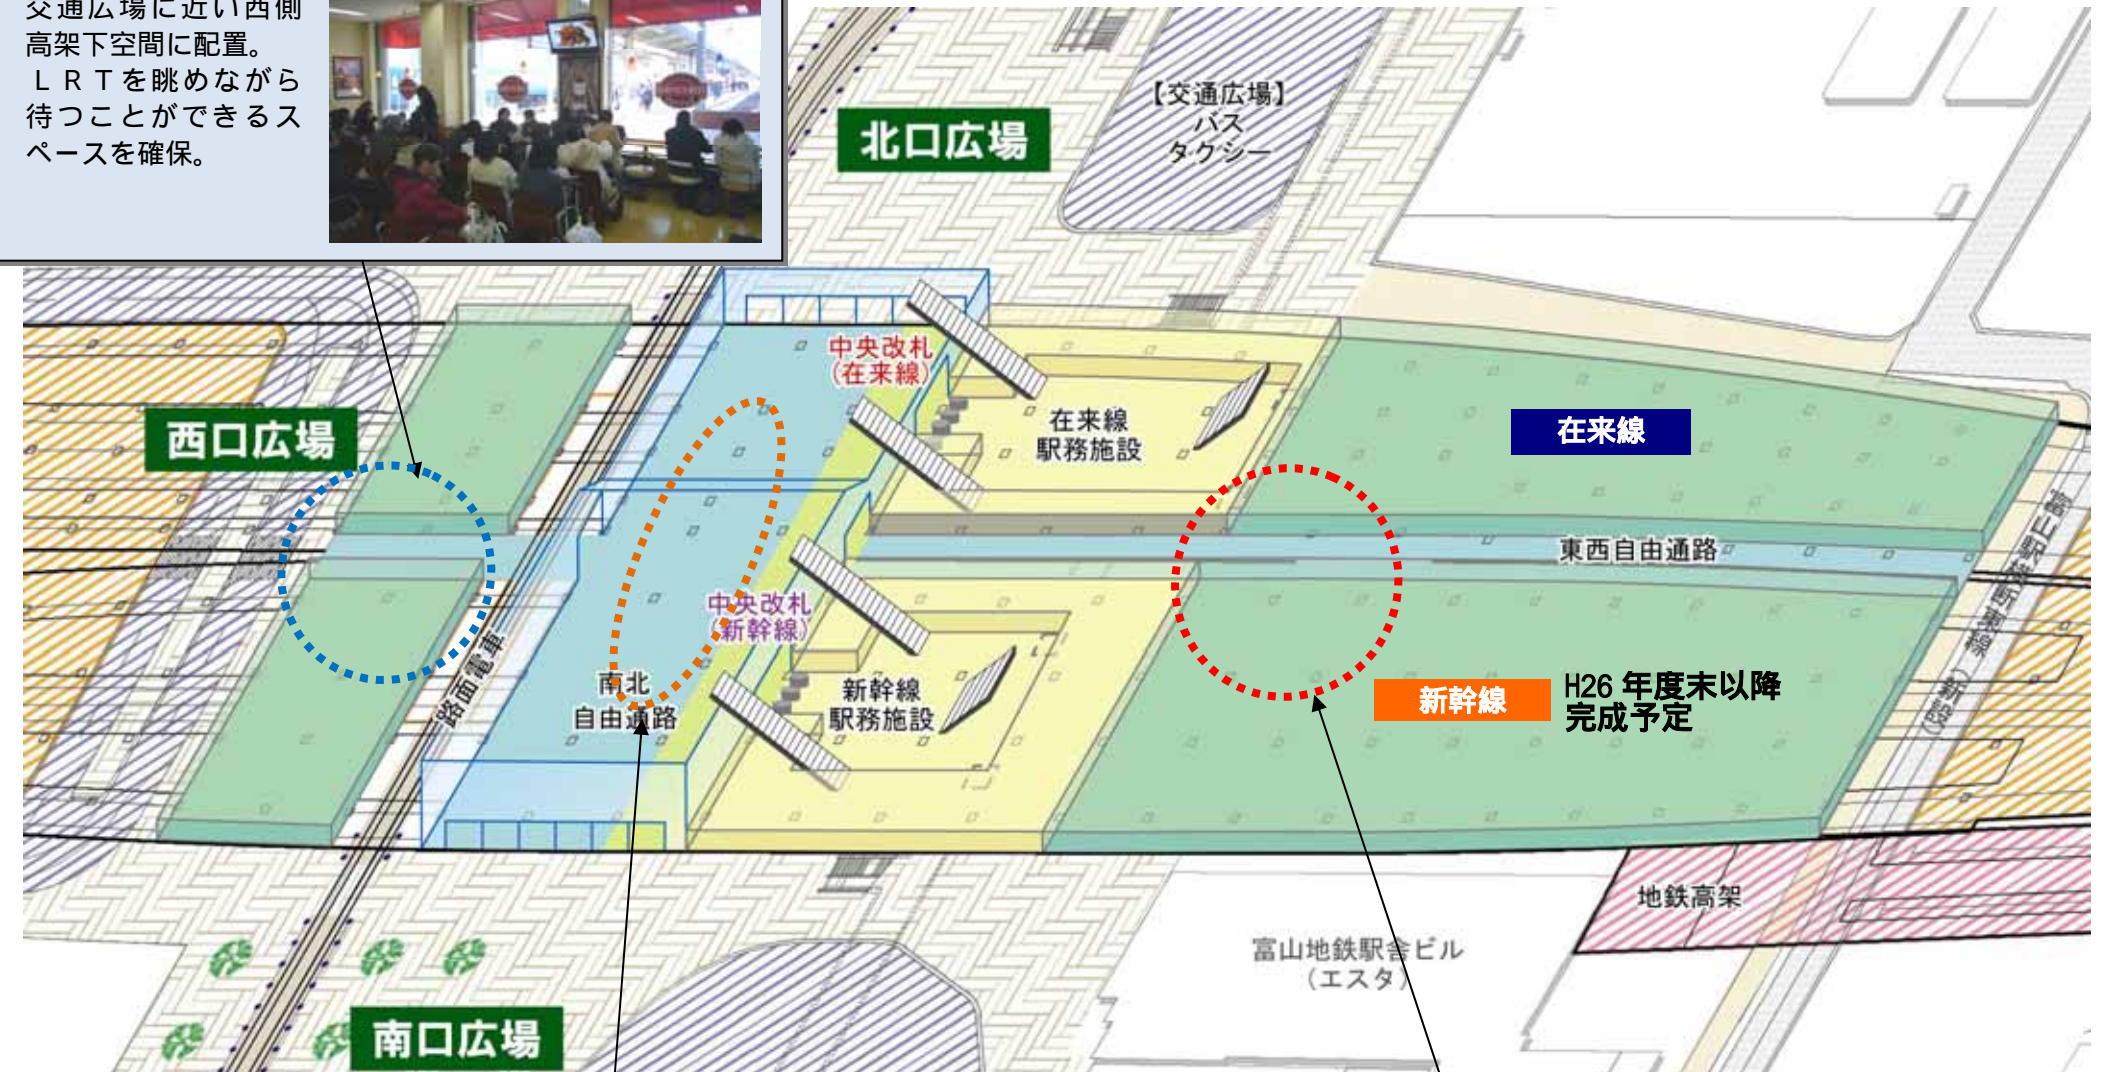 交通広場に近い西側
高架下空間に配置。
ＬＲＴを眺めながら
待つことができるス
ペースを確保。
【交通広場】
バス
タクシー
北口広場
中央改札
(在来線)
西口広場
在来線
駅務施設
在来線
東西自由通路
中央改札
(新幹線)
路面電車
南北
自由通路
新幹線
駅務施設
新幹線
H26 年度末以降
完成予定
地鉄高架
富山地鉄駅舎ビル
(エスタ)
南口広場